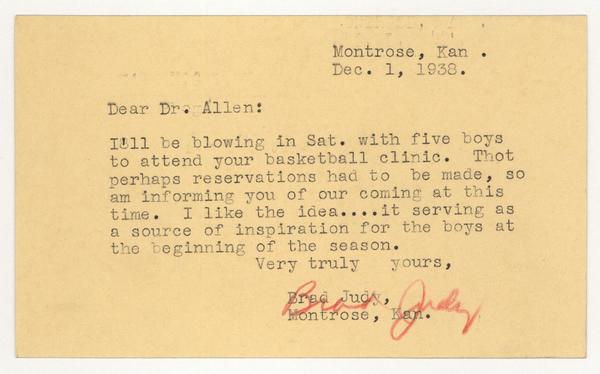 Montrose, Kan .
Dec. 1, 1938.
Dear Dr. Allen:
I'll be blowing in Sat. with five boys
to attend your basketball clinic. Thot
perhaps reservations had to be made, so
am informing you of our coming at this
time. I like the idea....it serving as
a source of inspiration for the boys at
the beginning of the season.
Very truly yours,
Brad Judy
Brad Judy,
Montrose, Kan.